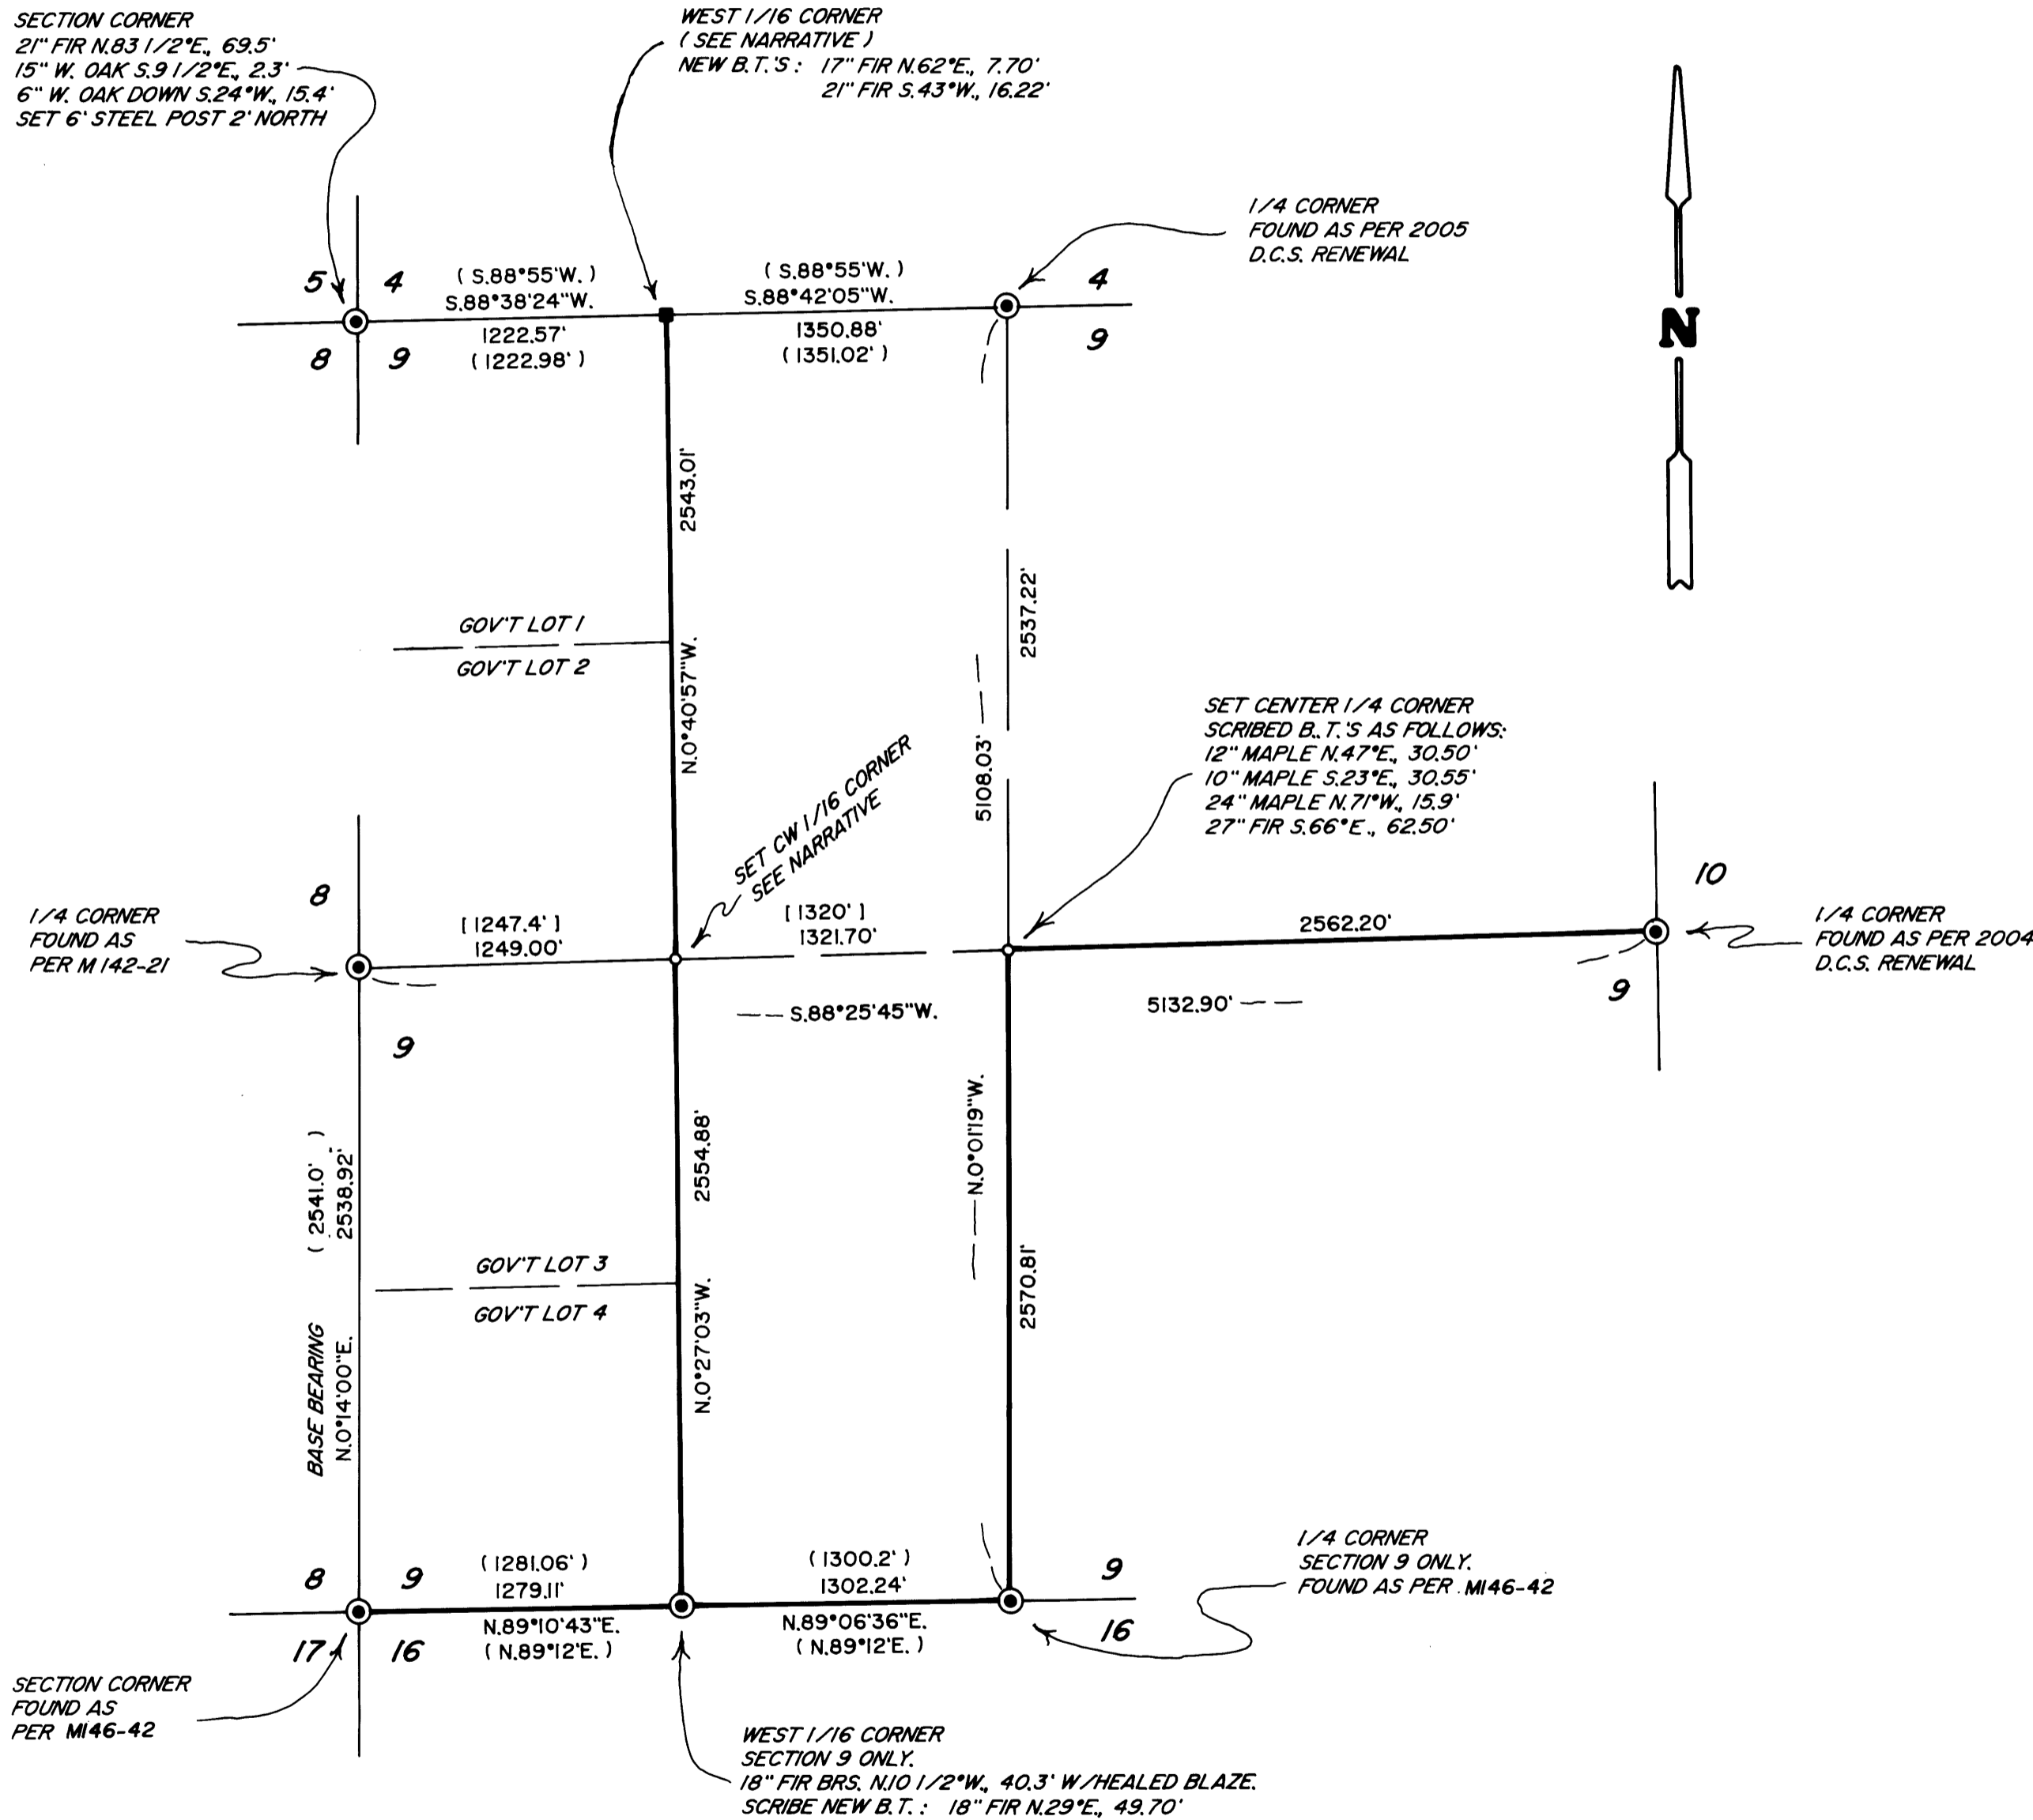 SECTION CORNER
21" FIR N.83 1/2°E., 69.5'
15" W. OAK S.9 1/2°E., 2.3'
6" W. OAK DOWN S.24°W., 15.4'
SET 6' STEEL POST 2' NORTH
WEST 1/16 CORNER
( SEE NARRATIVE )
NEW B.T.'S : 17" FIR N.62°E., 7.70'
21" FIR S.43°W., 16.22'
1/4 CORNER
FOUND AS PER 2005
D.C.S. RENEWAL
5 4
( S.88°55'W. )
S.88°38'24"W.
1222.57'
( 1222.98' )
8 9
( S.88°55'W. )
S.88°42'05"W.
1350.88'
( 1351.02' )
4
9
N
2543.01'
N.0°40'57"W.
2537.22'
5108.03'
GOV'T LOT 1
GOV'T LOT 2
SET CENTER 1/4 CORNER
SCRIBED B..T.'S AS FOLLOWS:
12" MAPLE N.47°E., 30.50'
10" MAPLE S.23°E., 30.55'
24" MAPLE N.71°W., 15.9'
27" FIR S.66°E., 62.50'
SET CW 1/16 CORNER
SEE NARRATIVE
1/4 CORNER
FOUND AS
PER M 142-21
8
9
[ 1247.4' ]
1249.00'
[ 1320' ]
1321.70'
2562.20'
10
9
1/4 CORNER
FOUND AS PER 2004
D.C.S. RENEWAL
S.88°25'45"W.
5132.90'
( 2541.0' )
2538.92'
BASE BEARING
N.0°14'00"E.
2554.88'
N.0°27'03"W.
N.0°01'19"W.
2570.81'
GOV'T LOT 3
GOV'T LOT 4
8 9
( 1281.06' )
1279.11'
N.89°10'43"E.
( N.89°12'E. )
17 16
( 1300.2' )
1302.24'
N.89°06'36"E.
( N.89°12'E. )
9
16
1/4 CORNER
SECTION 9 ONLY.
FOUND AS PER . M146-42
SECTION CORNER
FOUND AS
PER M146-42
WEST 1/16 CORNER
SECTION 9 ONLY.
18" FIR BRS. N.10 1/2°W., 40.3' W/HEALED BLAZE.
SCRIBE NEW B.T. : 18" FIR N.29°E., 49.70'